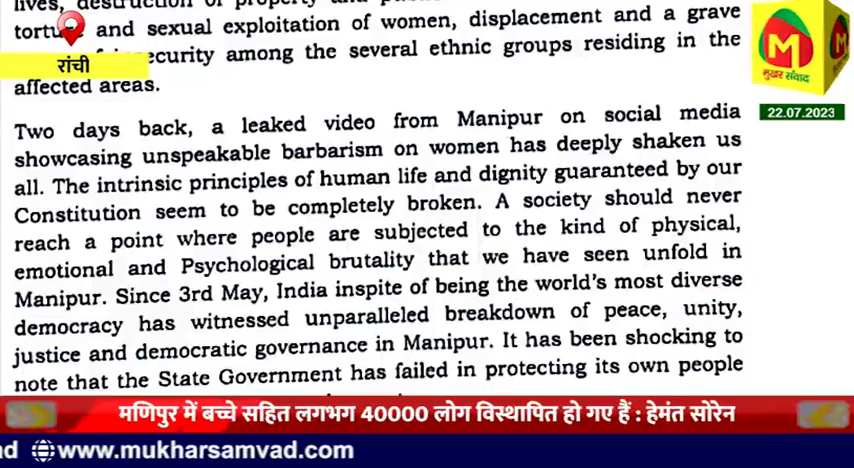 lives, destruction of property and
torture and sexual exploitation of women, displacement and a grave
insecurity among the several ethnic groups residing in the
affected areas.
Two days back, a leaked video from Manipur on social media
showcasing unspeakable barbarism on women has deeply shaken us
all. The intrinsic principles of human life and dignity guaranteed by our
Constitution seem to be completely broken. A society should never
reach a point where people are subjected to the kind of physical,
emotional and Psychological brutality that we have seen unfold in
Manipur. Since 3rd May, India inspite of being the world's most diverse
democracy has witnessed unparalleled breakdown of peace, unity,
justice and democratic governance in Manipur. It has been shocking to
note that the State Government has failed in protecting its own people
रांची
M
मुखर संवाद
22.07.2023
मणिपुर में बच्चे सहित लगभग 40000 लोग विस्थापित हो गए हैं : हेमंत सोरेन
www.mukharsamvad.com